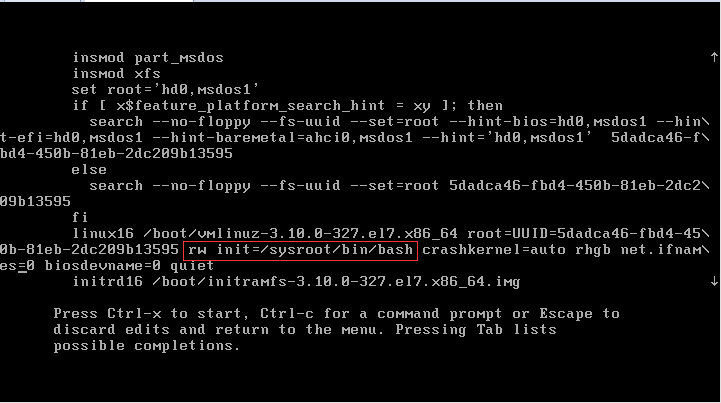 insmod part_msdos
insmod xfs
set root='hd0,msdos1'
if [ x$feature_platform_search_hint = xy ]; then
search --no-floppy --fs-uuid --set=root --hint-bios=hd0,msdos1 --hin\
t-efi=hd0,msdos1 --hint-baremetal=ahci0,msdos1 --hint='hd0,msdos1'  5dadca46-f\
bd4-450b-81eb-2dc209b13595
else
search --no-floppy --fs-uuid --set=root 5dadca46-fbd4-450b-81eb-2dc2\
09b13595
fi
linux16 /boot/vmlinuz-3.10.0-327.el7.x86_64 root=UUID=5dadca46-fbd4-45\
0b-81eb-2dc209b13595 rw init=/sysroot/bin/bash crashkernel=auto rhgb net.ifnam\
es=0 biosdevname=0 quiet
initrd16 /boot/initramfs-3.10.0-327.el7.x86_64.img
Press Ctrl-x to start, Ctrl-c for a command prompt or Escape to
discard edits and return to the menu. Pressing Tab lists
possible completions.